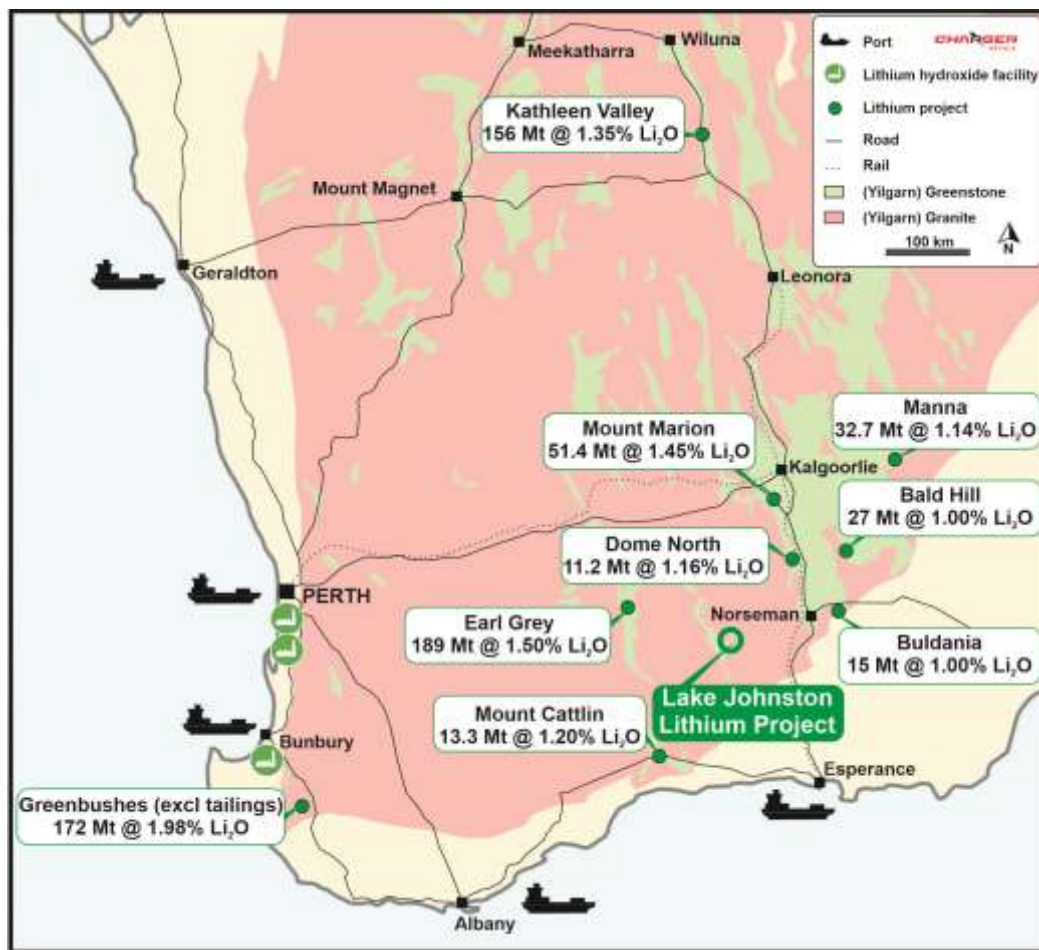 Meekatharra
Wiluna
Port
CHARGER
Lithium hydroxide facility
Lithium project
Road
Rail
(Yilgarn) Greenstone
(Yilgarn) Granite
100 km
N
Kathleen Valley
156 Mt @ 1.35% Li₂O
Mount Magnet
Geraldton
Leonora
Manna
32.7 Mt @ 1.14% Li₂O
Mount Marion
51.4 Mt @ 1.45% Li₂O
Kalgoorlie
Bald Hill
27 Mt @ 1.00% Li₂O
Dome North
11.2 Mt @ 1.16% Li₂O
PERTH
Earl Grey
189 Mt @ 1.50% Li₂O
Norseman
Buldania
15 Mt @ 1.00% Li₂O
Lake Johnston
Lithium Project
Mount Cattlin
13.3 Mt @ 1.20% Li₂O
Bunbury
Esperance
Greenbushes (excl tailings)
172 Mt @ 1.98% Li₂O
Albany